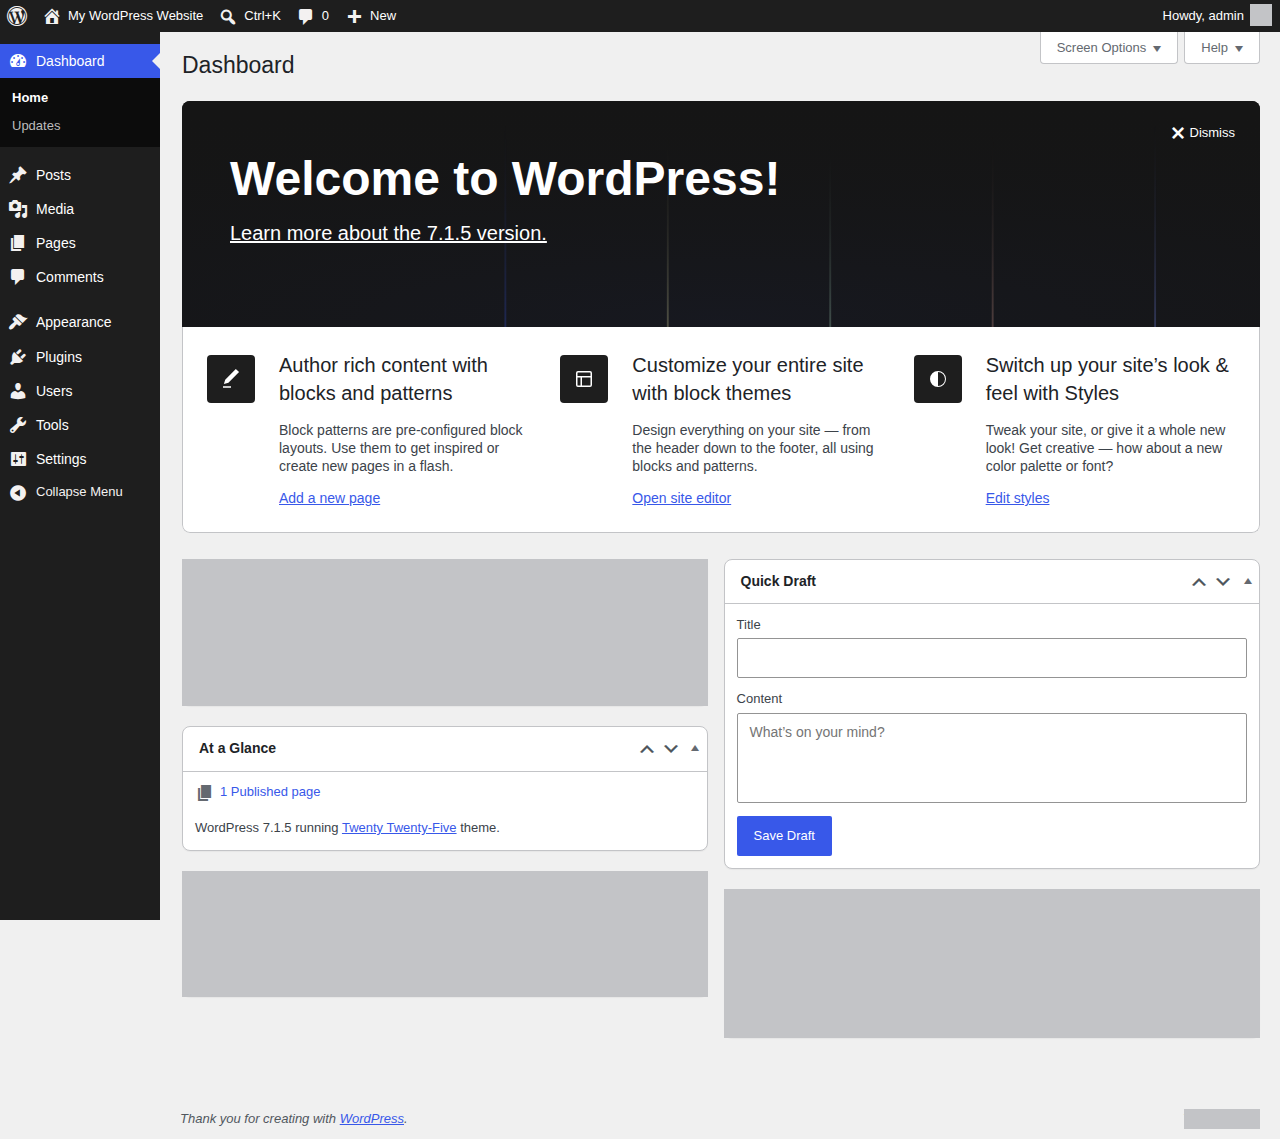 My WordPress Website
Ctrl+K
0
New
Howdy, admin
Dashboard
Home
Updates
Posts
Media
Pages
Comments
Appearance
Plugins
Users
Tools
Settings
Collapse Menu
Screen Options
Help
Dashboard
Dismiss
Welcome to WordPress!
Learn more about the 7.1.5 version.
Author rich content with
blocks and patterns
Block patterns are pre-configured block
layouts. Use them to get inspired or
create new pages in a flash.
Add a new page
Customize your entire site
with block themes
Design everything on your site — from
the header down to the footer, all using
blocks and patterns.
Open site editor
Switch up your site’s look &
feel with Styles
Tweak your site, or give it a whole new
look! Get creative — how about a new
color palette or font?
Edit styles
At a Glance
1 Published page
WordPress 7.1.5 running Twenty Twenty-Five theme.
Quick Draft
Title
Content
What’s on your mind?
Save Draft
Thank you for creating with WordPress.